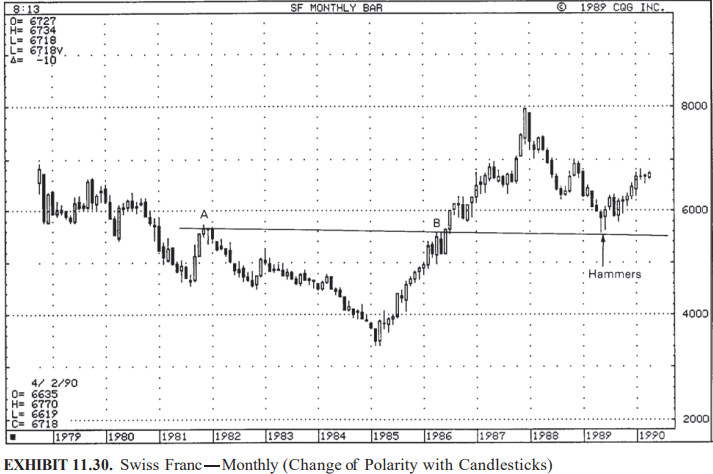 8:13 SF MONTHLY BAR © 1989 CQG INC.
O= 6727
H= 6734
L= 6718
L= 6718V
Δ= -10
8000
A
B
6000
Hammers
4000
4/ 2/90
O= 6635
H= 6770
L= 6619
C= 6718
2000
1979 1980 1981 1982 1983 1984 1985 1986 1987 1988 1989 1990
EXHIBIT 11.30. Swiss Franc—Monthly (Change of Polarity with Candlesticks)